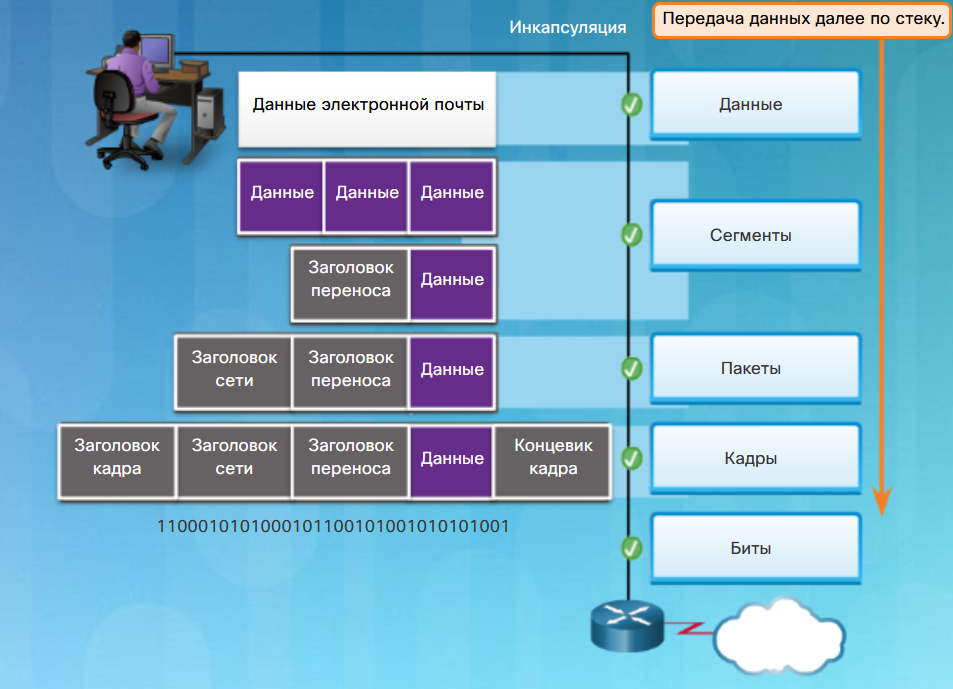 Инкапсуляция
Передача данных далее по стеку.
Данные электронной почты
Данные
Данные
Данные
Данные
Сегменты
Заголовок
переноса
Данные
Заголовок
сети
Заголовок
переноса
Данные
Пакеты
Заголовок
кадра
Заголовок
сети
Заголовок
переноса
Данные
Концевик
кадра
Кадры
1100010101000101100101001010101001
Биты